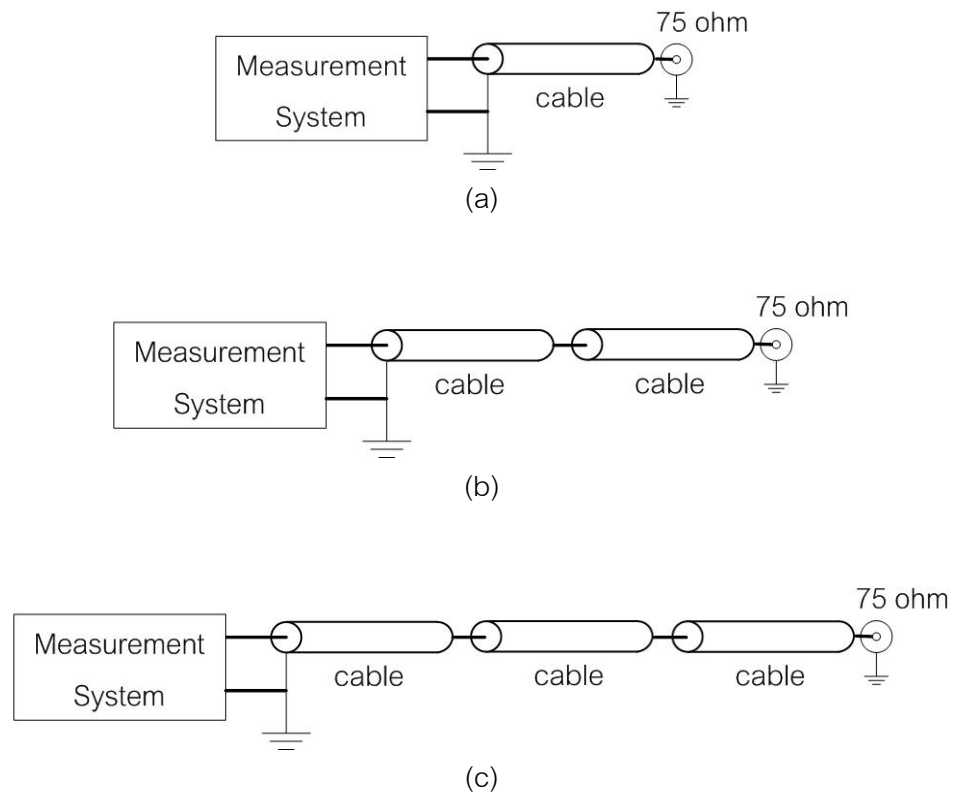 75 ohm
Measurement
System
cable
(a)
75 ohm
Measurement
System
cable cable
(b)
75 ohm
Measurement
System
cable cable cable
(c)